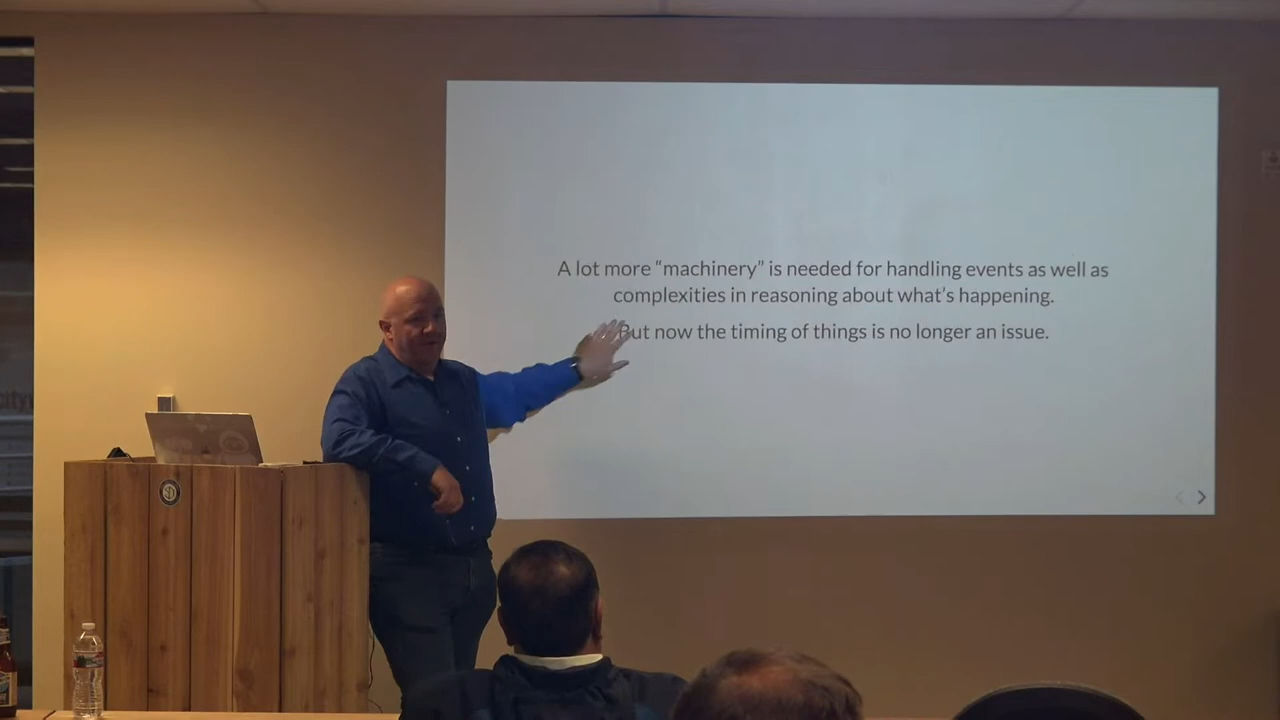 A lot more “machinery” is needed for handling events as well as
complexities in reasoning about what’s happening.
But now the timing of things is no longer an issue.